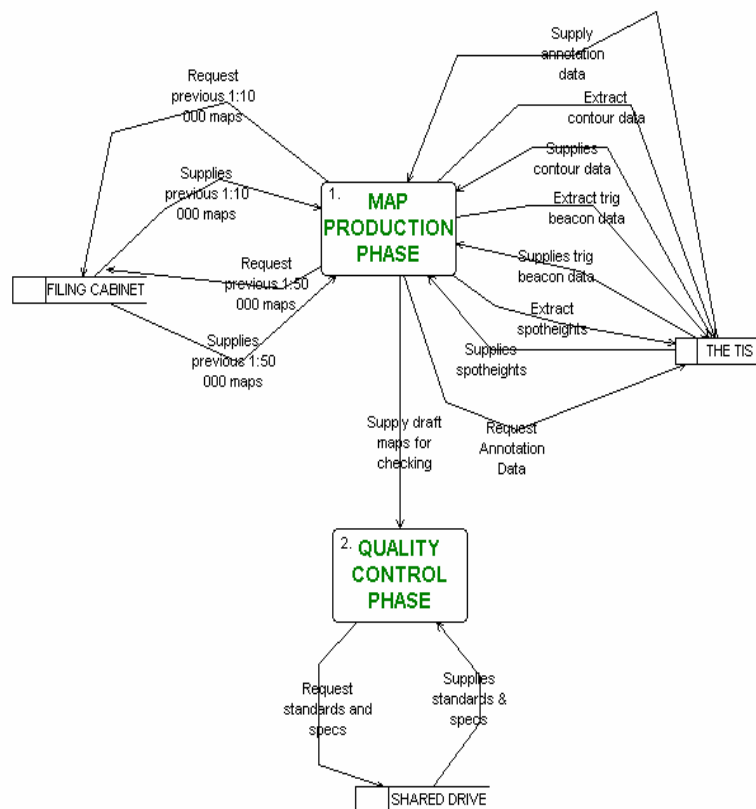 Supply
annotation
data
Request
previous 1:10
000 maps
Extract
contour data
Supplies
contour data
Supplies
previous 1:10
000 maps
1.
MAP
PRODUCTION
PHASE
Extract trig
beacon data
Supplies trig
beacon data
Request
previous 1:50
000 maps
FILING CABINET
Extract
spotheights
Supplies
spotheights
THE TIS
Supplies
previous 1:50
000 maps
Supply draft
maps for
checking
Request
Annotation
Data
2.
QUALITY
CONTROL
PHASE
Request
standards and
specs
Supplies
standards &
specs
SHARED DRIVE